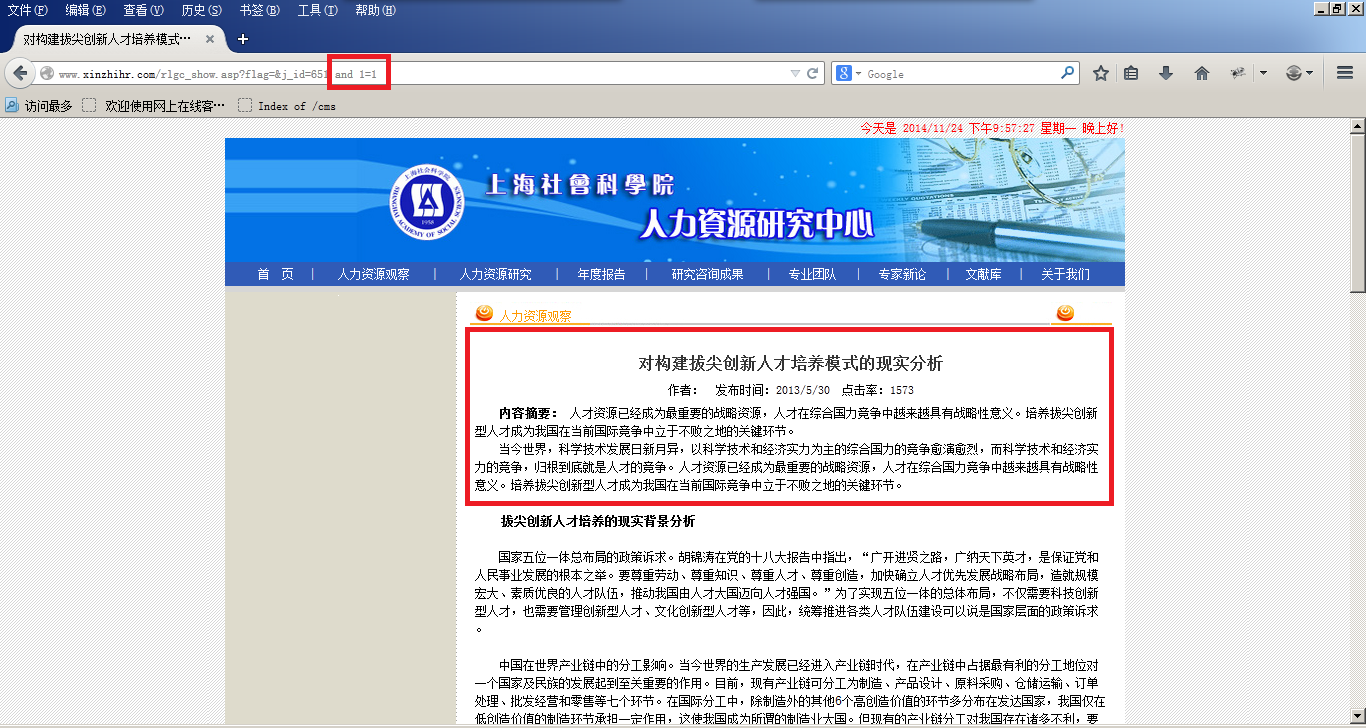 文件(F) 编辑(E) 查看(V) 历史(S) 书签(B) 工具(T) 帮助(H)
对构建拔尖创新人才培养模式… × +
www.xinzhihr.com/rlgc_show.asp?flag=&j_id=651 and 1=1
Google
访问最多 欢迎使用网上在线客… Index of /cms
今天是 2014/11/24 下午9:57:27 星期一 晚上好!
上海社會科學院
人力資源研究中心
1958
首 页 | 人力资源观察 | 人力资源研究 | 年度报告 | 研究咨询成果 | 专业团队 | 专家新论 | 文献库 | 关于我们
人力资源观察
对构建拔尖创新人才培养模式的现实分析
作者: 发布时间: 2013/5/30 点击率: 1573
内容摘要: 人才资源已经成为最重要的战略资源，人才在综合国力竞争中越来越具有战略性意义。培养拔尖创新
型人才成为我国在当前国际竞争中立于不败之地的关键环节。
当今世界，科学技术发展日新月异，以科学技术和经济实力为主的综合国力的竞争愈演愈烈，而科学技术和经济实
力的竞争，归根到底就是人才的竞争。人才资源已经成为最重要的战略资源，人才在综合国力竞争中越来越具有战略性
意义。培养拔尖创新型人才成为我国在当前国际竞争中立于不败之地的关键环节。
拔尖创新人才培养的现实背景分析
国家五位一体总布局的政策诉求。胡锦涛在党的十八大报告中指出，“广开进贤之路，广纳天下英才，是保证党和
人民事业发展的根本之举。要尊重劳动、尊重知识、尊重人才、尊重创造，加快确立人才优先发展战略布局，造就规模
宏大、素质优良的人才队伍，推动我国由人才大国迈向人才强国。”为了实现五位一体的总体布局，不仅需要科技创新
型人才，也需要管理创新型人才、文化创新型人才等，因此，统筹推进各类人才队伍建设可以说是国家层面的政策诉求
。
中国在世界产业链中的分工影响。当今世界的生产发展已经进入产业链时代，在产业链中占据最有利的分工地位对
一个国家及民族的发展起到至关重要的作用。目前，现有产业链可分工为制造、产品设计、原料采购、仓储运输、订单
处理、批发经营和零售等七个环节。在国际分工中，除制造外的其他6个高创造价值的环节多分布在发达国家，我国仅在
低创造价值的制造环节承担一定作用，这使我国成为所谓的制造业大国。但现有的产业链分工对我国存在诸多不利，要